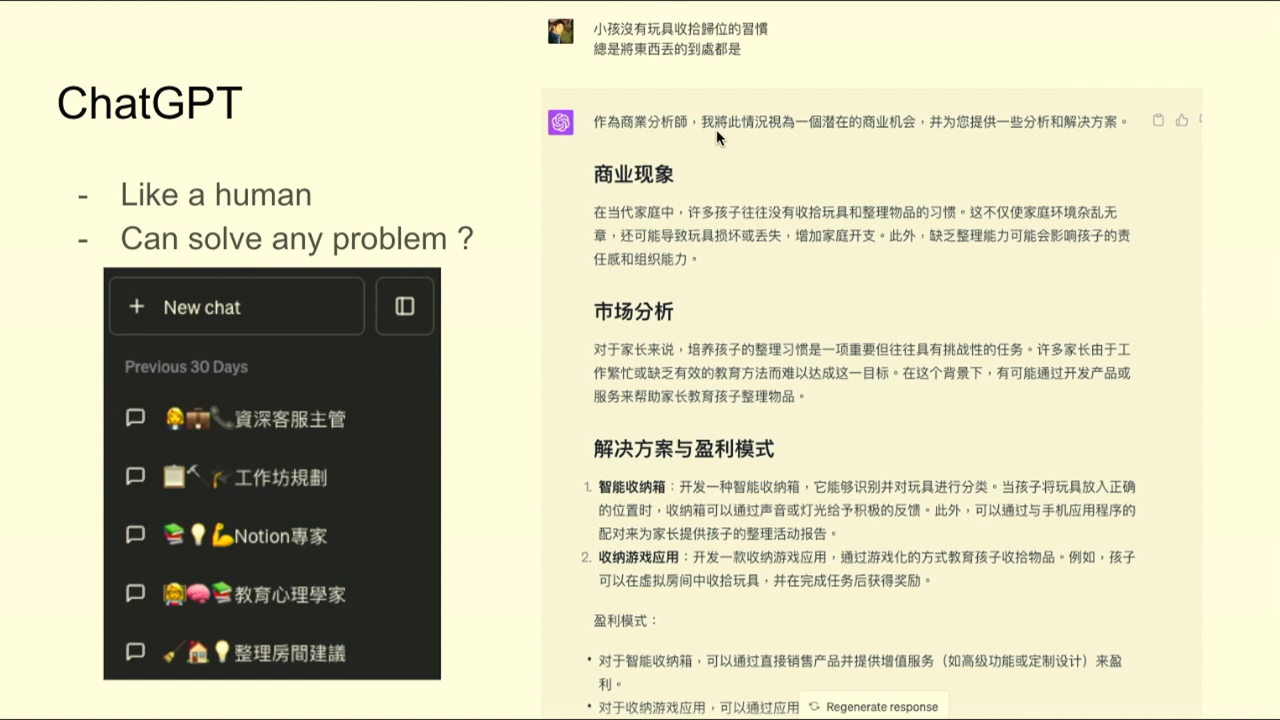 ChatGPT
- Like a human
- Can solve any problem ?
+ New chat
Previous 30 Days
資深客服主管
工作坊規劃
Notion專家
教育心理學家
整理房間建議
小孩沒有玩具收拾歸位的習慣
總是將東西丟的到處都是
作為商業分析師，我將此情況視為一個潜在的商业机会，并为您提供一些分析和解决方案。
商业现象
在当代家庭中，许多孩子往往没有收拾玩具和整理物品的习惯。这不仅使家庭环境杂乱无
章，还可能导致玩具损坏或丢失，增加家庭开支。此外，缺乏整理能力可能会影响孩子的责
任感和组织能力。
市场分析
对于家长来说，培养孩子的整理习惯是一项重要但往往具有挑战性的任务。许多家长由于工
作繁忙或缺乏有效的教育方法而难以达成这一目标。在这个背景下，有可能通过开发产品或
服务来帮助家长教育孩子整理物品。
解决方案与盈利模式
1. 智能收纳箱：开发一种智能收纳箱，它能够识别并对玩具进行分类。当孩子将玩具放入正确
的位置时，收纳箱可以通过声音或灯光给予积极的反馈。此外，可以通过与手机应用程序的
配对来为家长提供孩子的整理活动报告。
2. 收纳游戏应用：开发一款收纳游戏应用，通过游戏化的方式教育孩子收拾物品。例如，孩子
可以在虚拟房间中收拾玩具，并在完成任务后获得奖励。
盈利模式：
• 对于智能收纳箱，可以通过直接销售产品并提供增值服务（如高级功能或定制设计）来盈
利。
• 对于收纳游戏应用，可以通过应用
Regenerate response